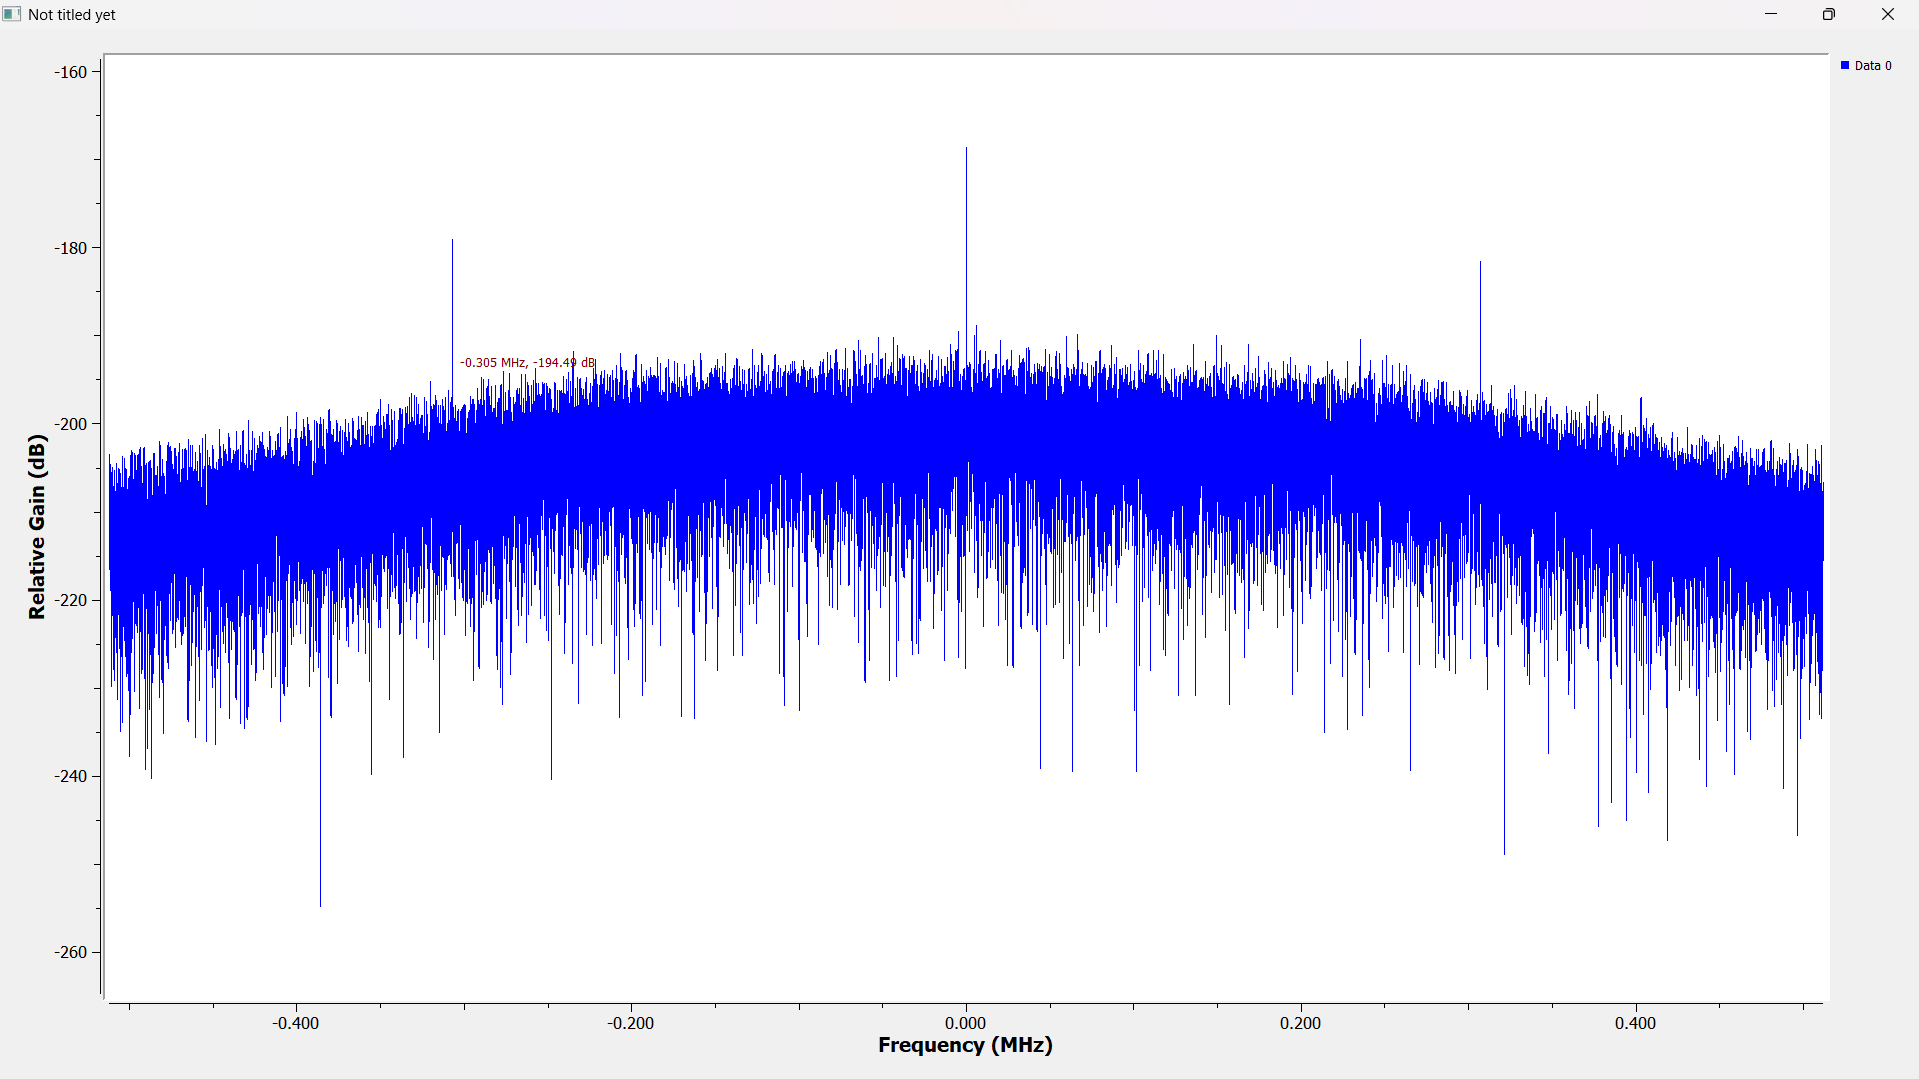 Not titled yet
-160
Data 0
-180
-0.305 MHz, -194.49 dB
-200
Relative Gain (dB)
-220
-240
-260
-0.400 -0.200 0.000 0.200 0.400
Frequency (MHz)